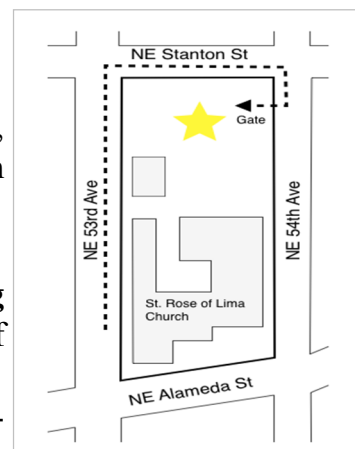 NE Stanton St
Gate
NE 53rd Ave
NE 54th Ave
St. Rose of Lima
Church
NE Alameda St